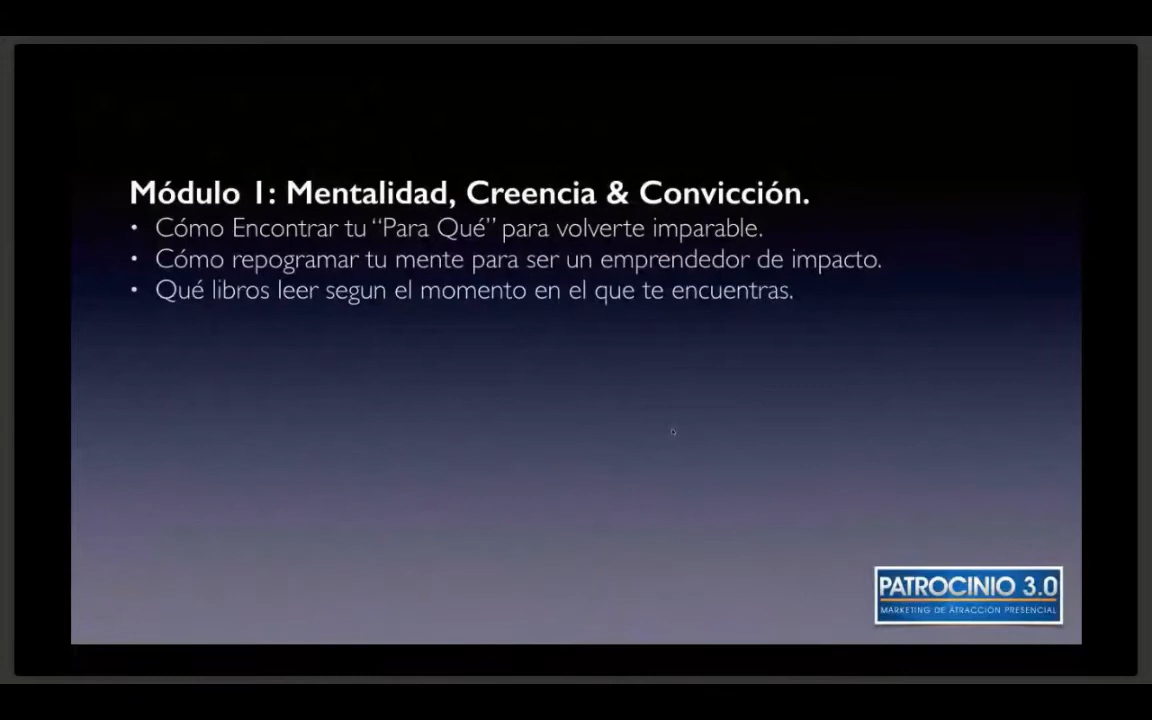 Módulo 1: Mentalidad, Creencia & Convicción.
• Cómo Encontrar tu “Para Qué” para volverte imparable.
• Cómo repogramar tu mente para ser un emprendedor de impacto.
• Qué libros leer segun el momento en el que te encuentras.
PATROCINIO 3.0
MARKETING DE ATRACCIÓN PRESENCIAL